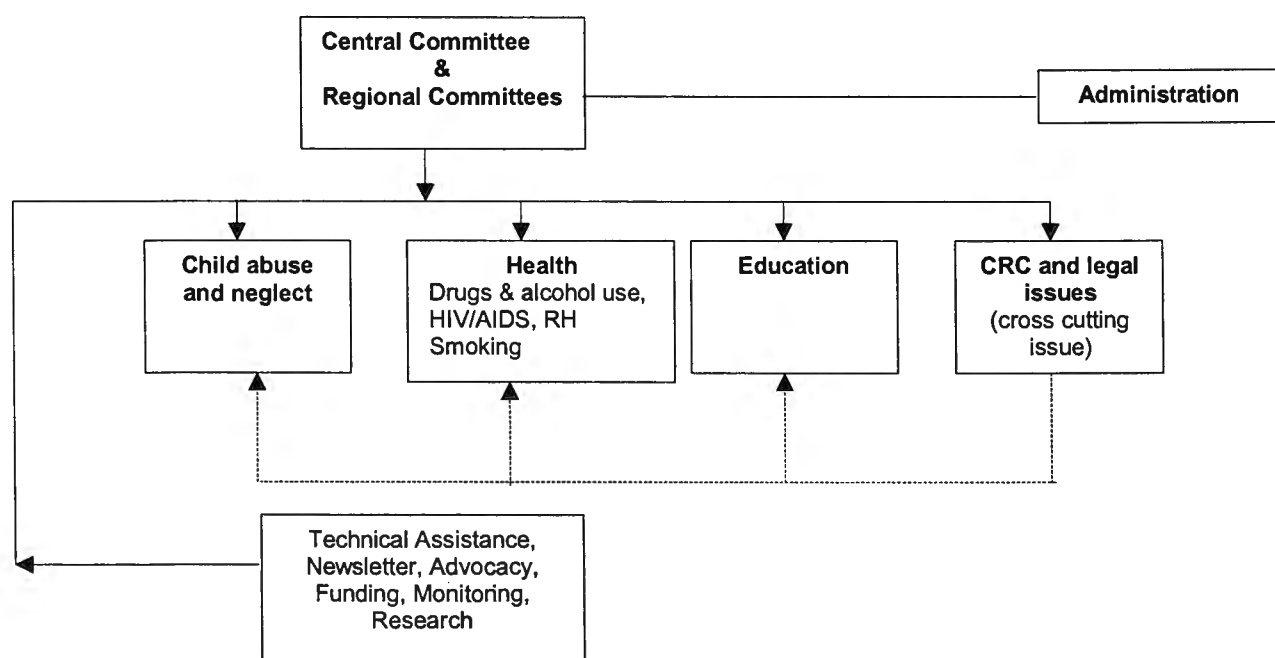 Central Committee
&
Regional Committees
Administration
Child abuse
and neglect
Health
Drugs & alcohol use,
HIV/AIDS, RH
Smoking
Education
CRC and legal
issues
(cross cutting
issue)
Technical Assistance,
Newsletter, Advocacy,
Funding, Monitoring,
Research